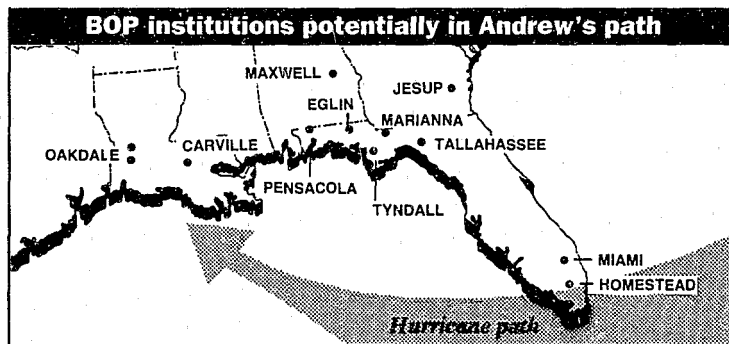 BOP institutions potentially in Andrew's path
MAXWELL
JESUP
EGLIN
MARIANNA
OAKDALE
CARVILLE
TALLAHASSEE
PENSACOLA
TYNDALL
MIAMI
HOMESTEAD
Hurricane path